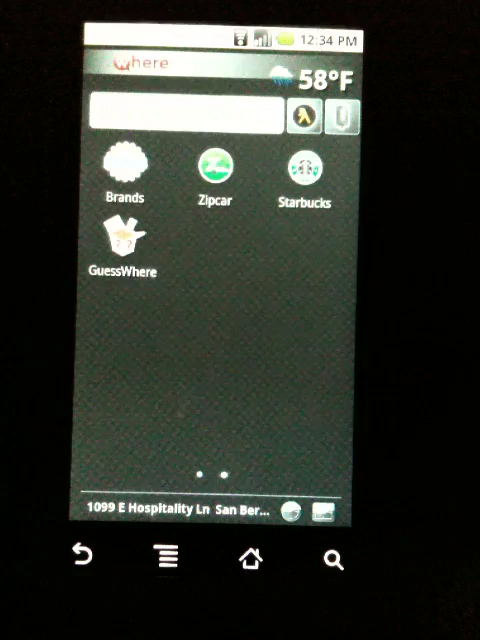 12:34 PM
where
58°F
Brands
Zipcar
Starbucks
GuessWhere
1099 E Hospitality Ln San Ber...